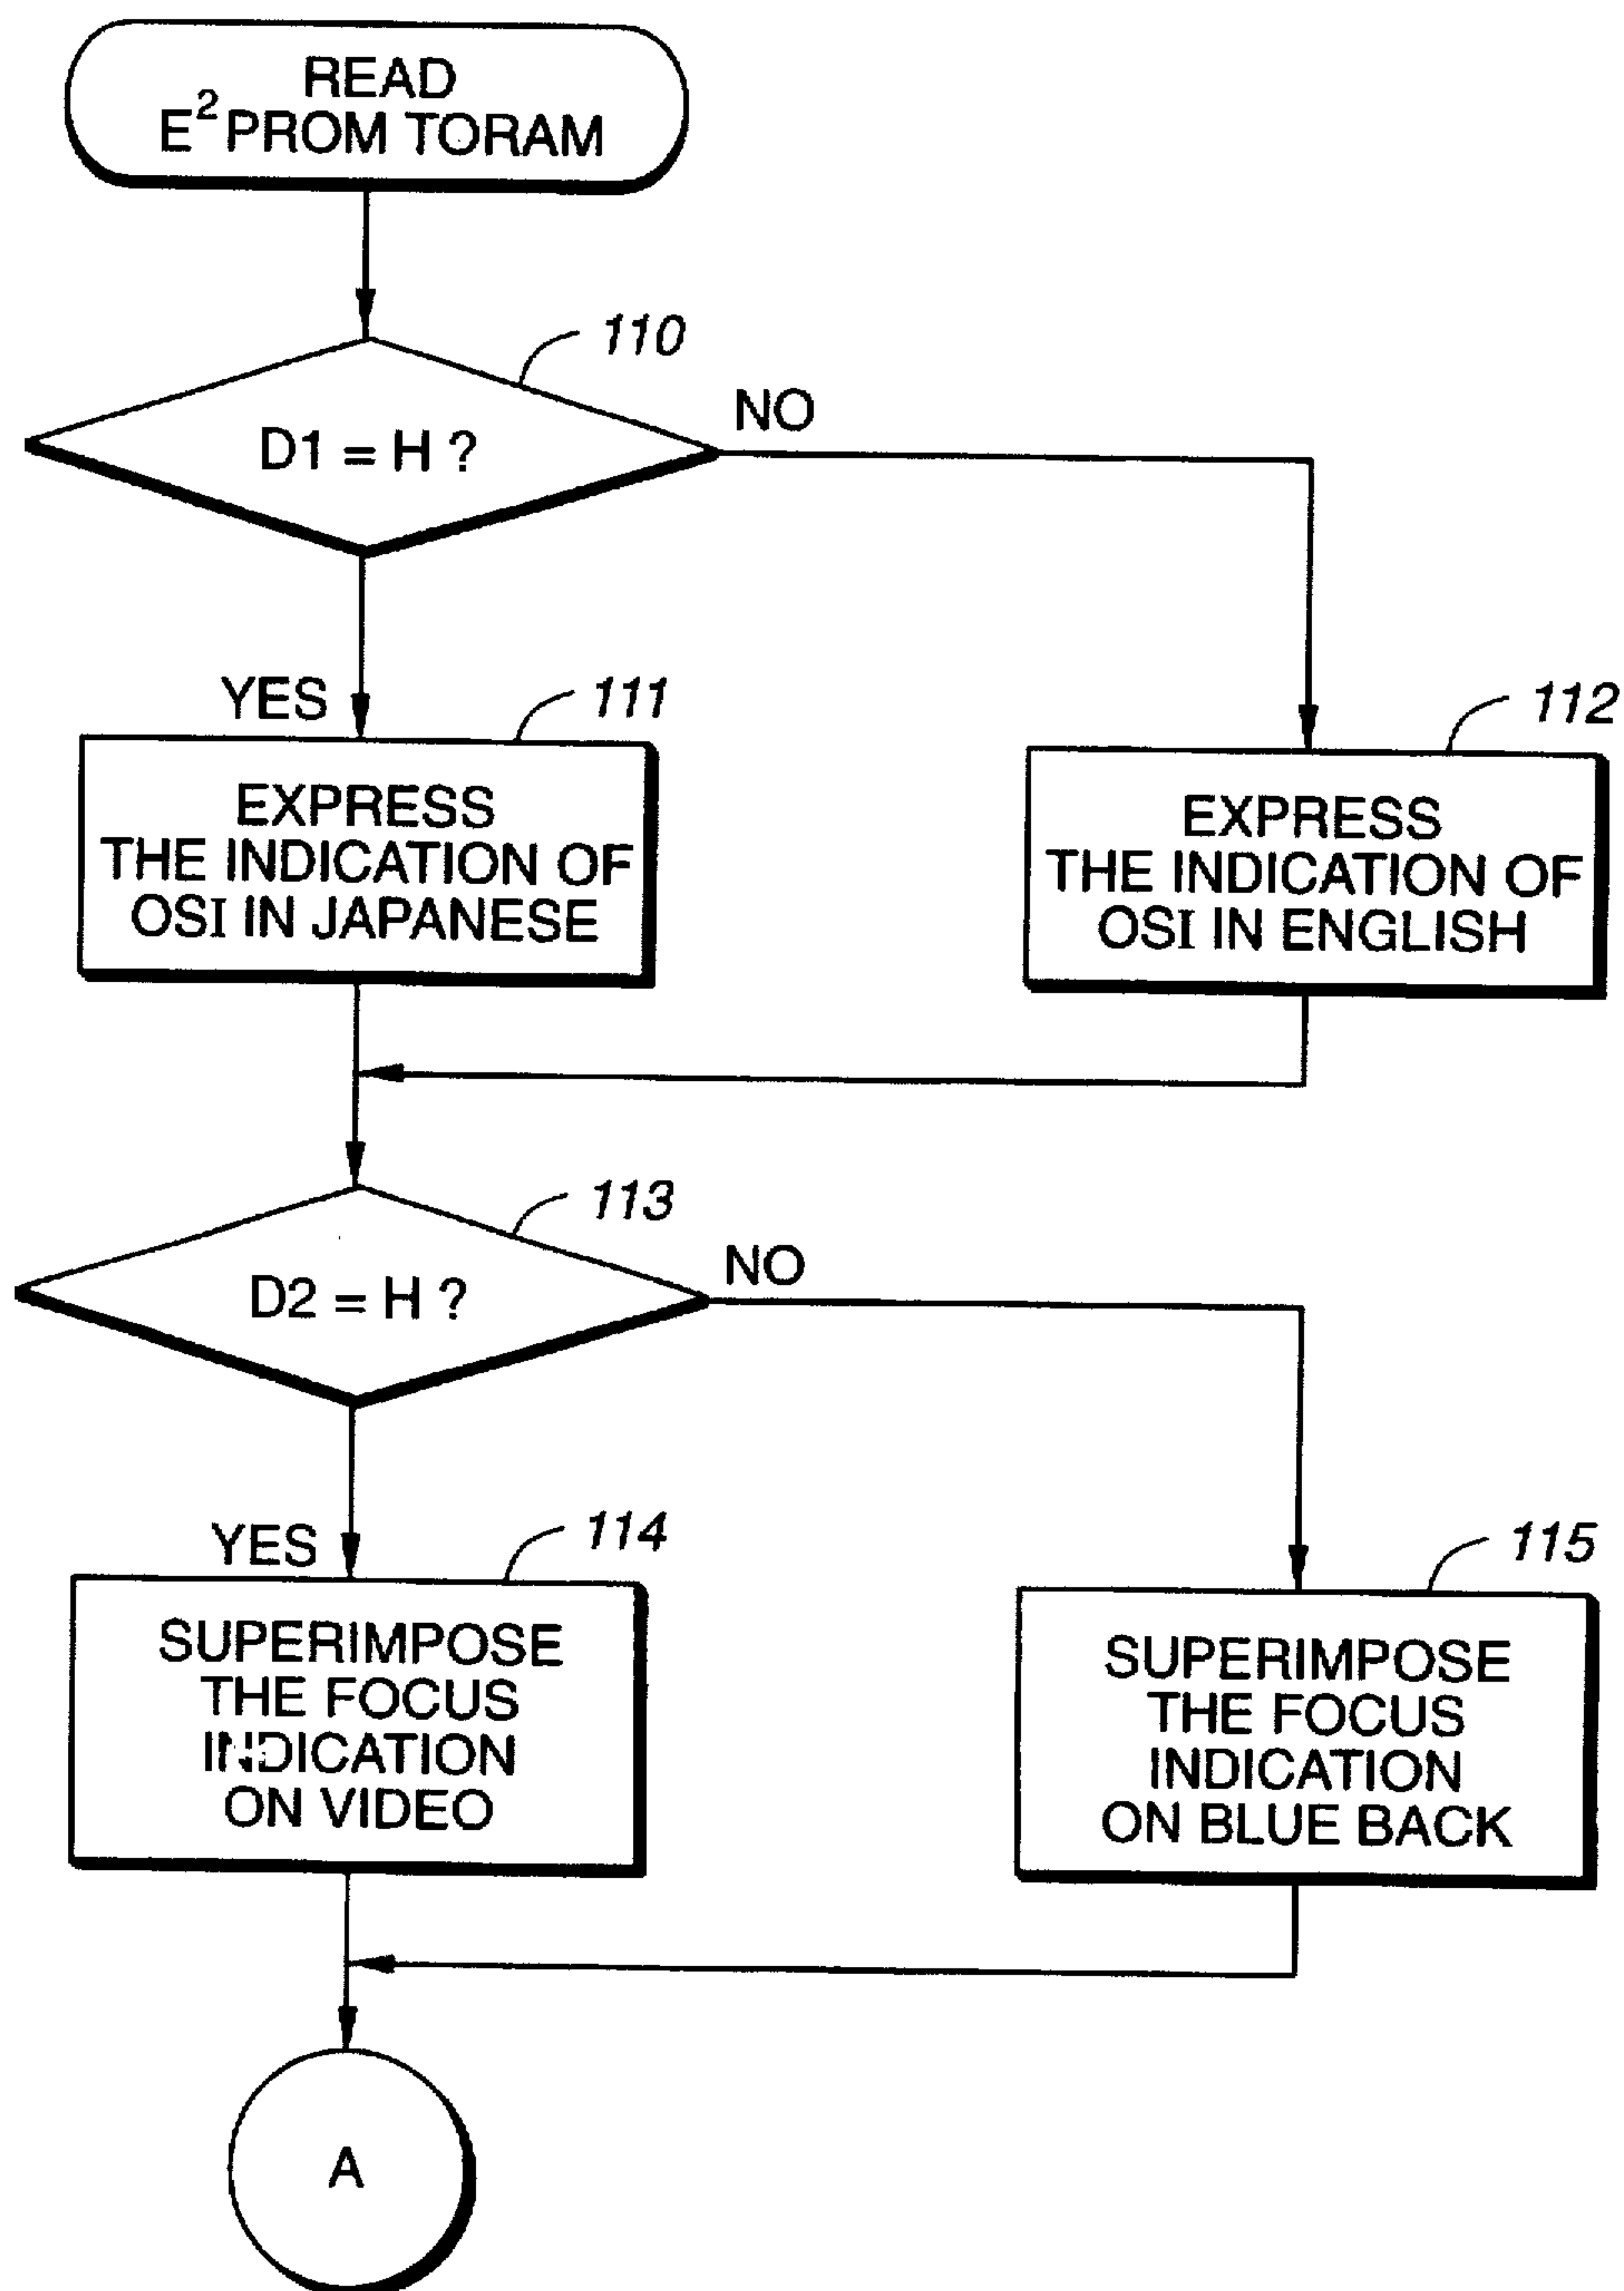 READ
E² PROM TORAM
110
D1 = H ?
NO
YES
111
EXPRESS
THE INDICATION OF
OSI IN JAPANESE
112
EXPRESS
THE INDICATION OF
OSI IN ENGLISH
113
D2 = H ?
NO
YES
114
SUPERIMPOSE
THE FOCUS
INDICATION
ON VIDEO
115
SUPERIMPOSE
THE FOCUS
INDICATION
ON BLUE BACK
A